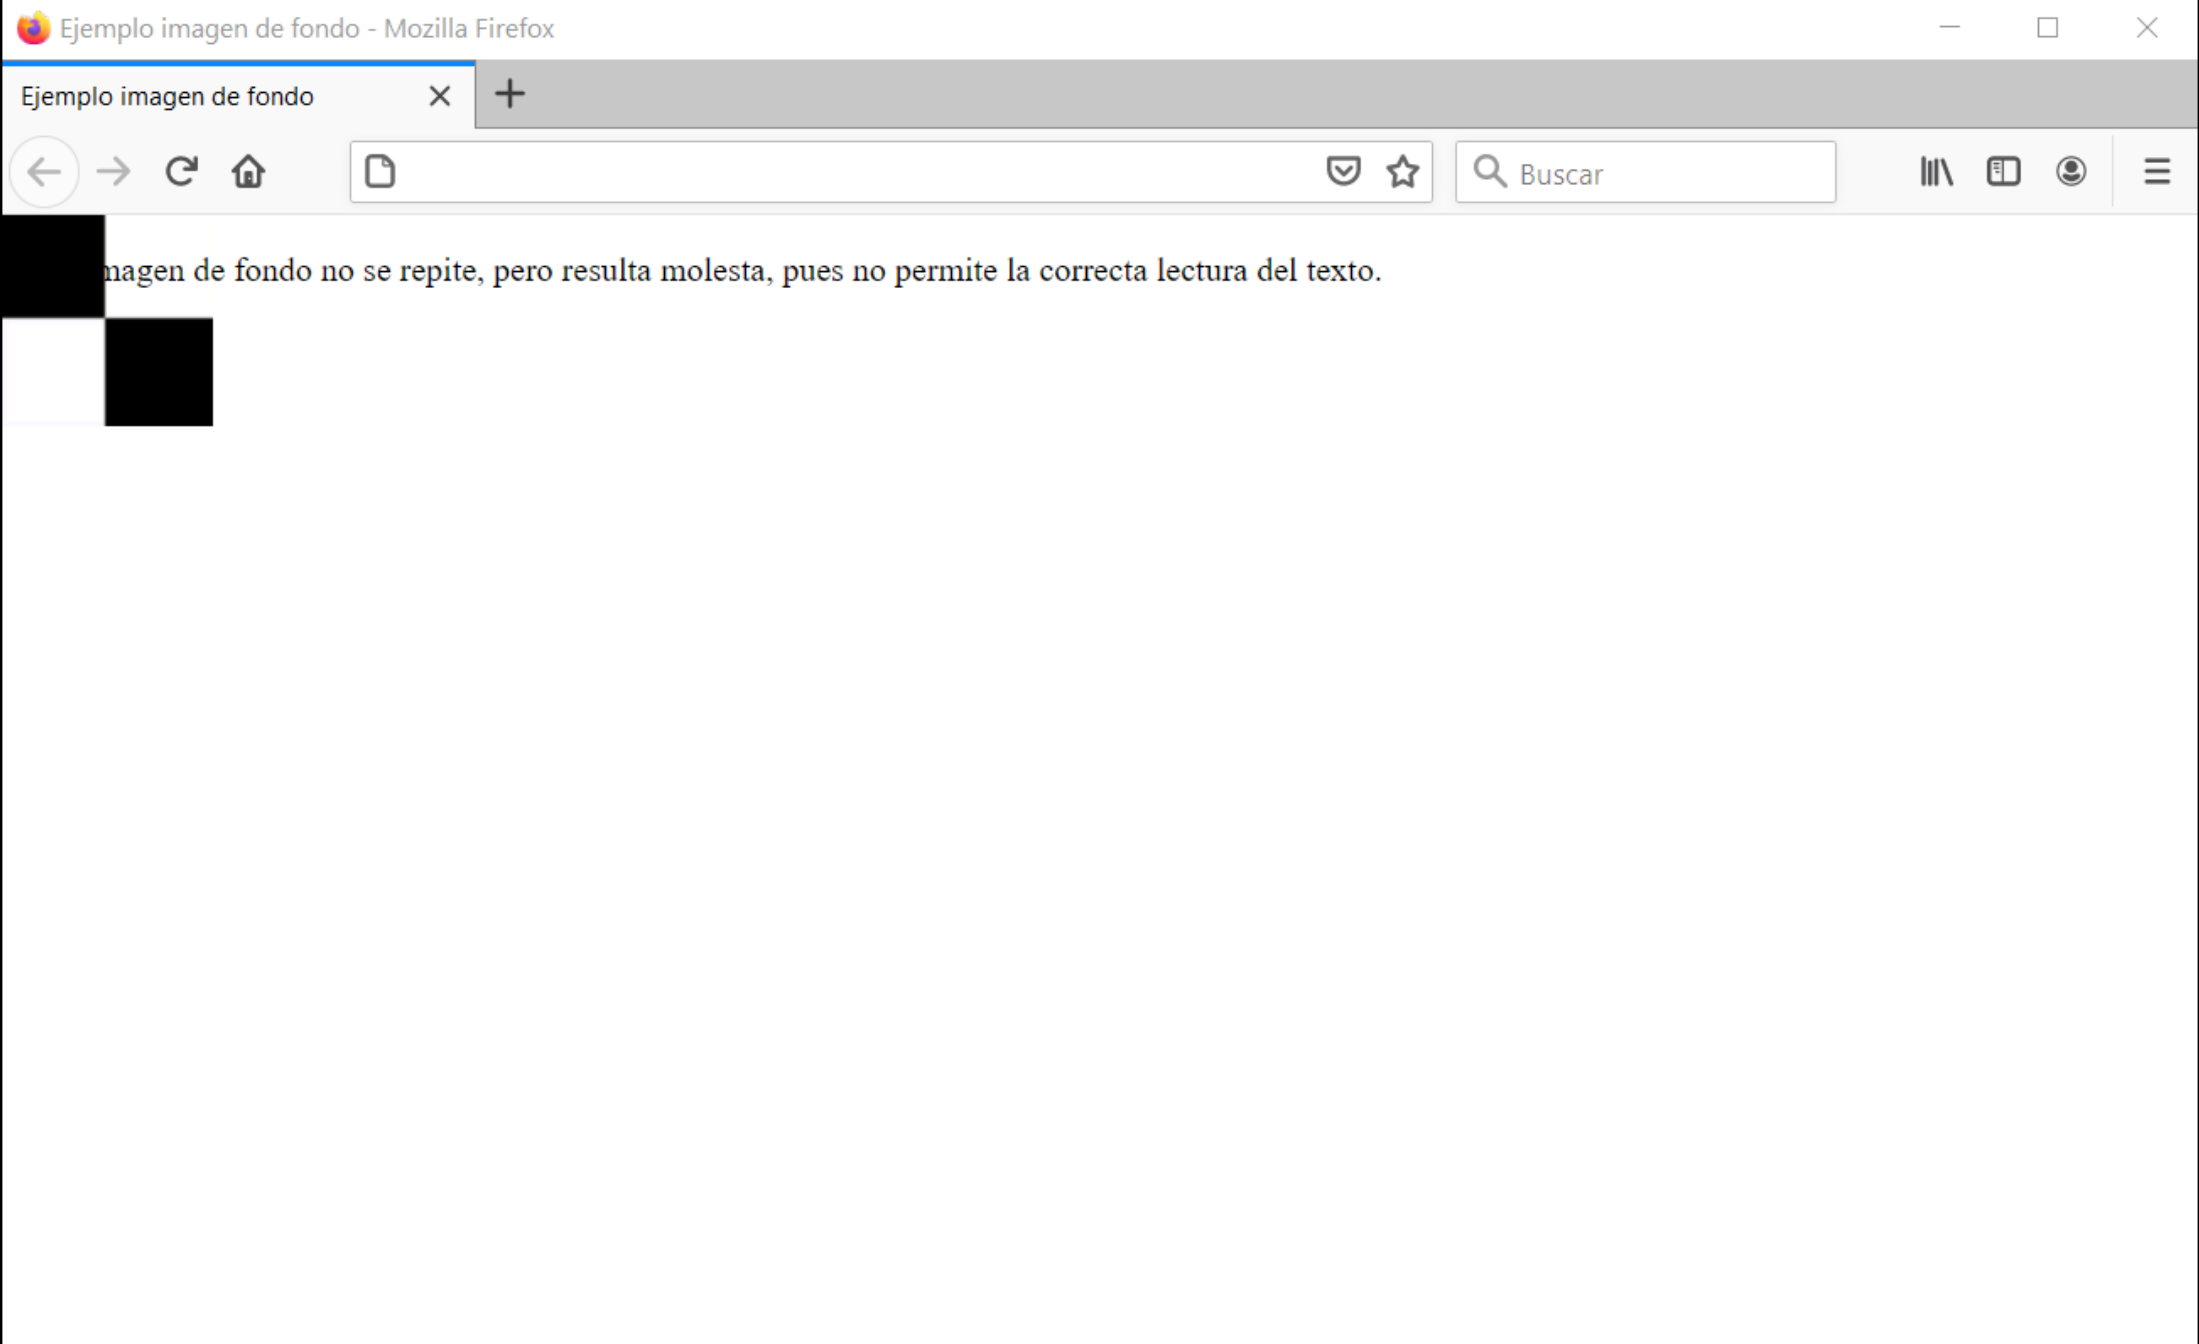 Ejemplo imagen de fondo - Mozilla Firefox
Ejemplo imagen de fondo
Buscar
magen de fondo no se repite, pero resulta molesta, pues no permite la correcta lectura del texto.